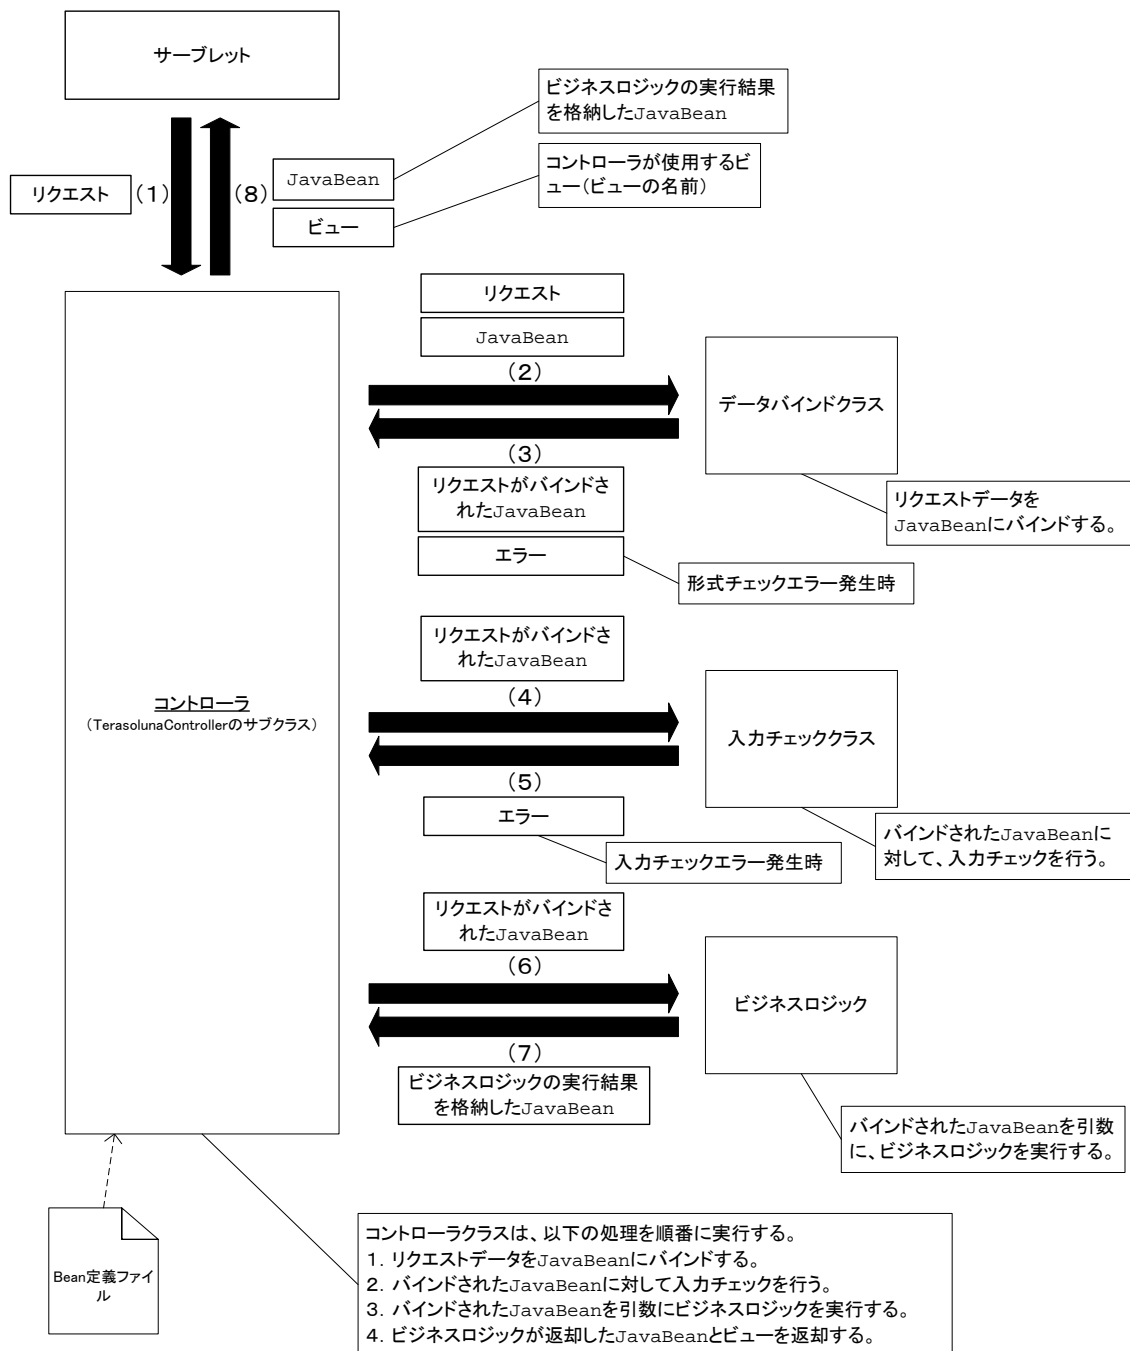 サーブレット
ビジネスロジックの実行結果
を格納したJavaBean
コントローラが使用するビ
ュー（ビューの名前）
リクエスト
（１）
（８）
JavaBean
ビュー
リクエスト
JavaBean
（２）
データバインドクラス
（３）
リクエストがバインドさ
れたJavaBean
リクエストデータを
JavaBeanにバインドする。
エラー
形式チェックエラー発生時
リクエストがバインドさ
れたJavaBean
（４）
コントローラ
（TerasolunaControllerのサブクラス）
入力チェッククラス
（５）
エラー
バインドされたJavaBeanに
対して、入力チェックを行う。
入力チェックエラー発生時
リクエストがバインドさ
れたJavaBean
（６）
ビジネスロジック
（７）
ビジネスロジックの実行結果
を格納したJavaBean
バインドされたJavaBeanを引数
に、ビジネスロジックを実行する。
Bean定義ファイ
ル
コントローラクラスは、以下の処理を順番に実行する。
１．リクエストデータをJavaBeanにバインドする。
２．バインドされたJavaBeanに対して入力チェックを行う。
３．バインドされたJavaBeanを引数にビジネスロジックを実行する。
４．ビジネスロジックが返却したJavaBeanとビューを返却する。